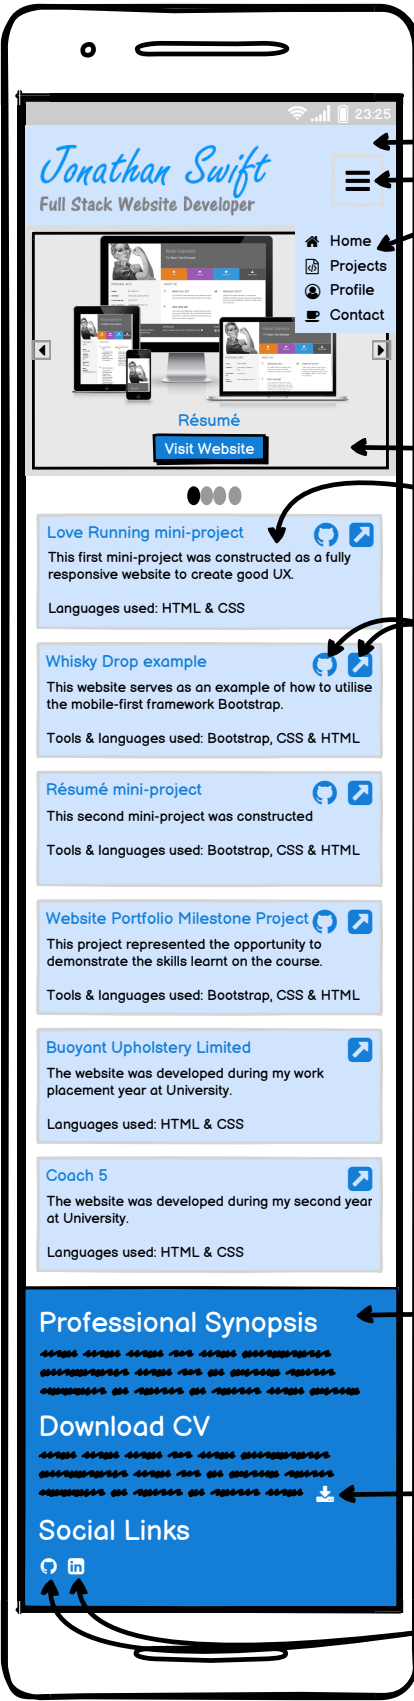 23:25
Jonathan Swift
Full Stack Website Developer
Home
Projects
Profile
Contact
Résumé
Visit Website
Love Running mini-project
This first mini-project was constructed as a fully
responsive website to create good UX.
Languages used: HTML & CSS
Whisky Drop example
This website serves as an example of how to utilise
the mobile-first framework Bootstrap.
Tools & languages used: Bootstrap, CSS & HTML
Résumé mini-project
This second mini-project was constructed
Tools & languages used: Bootstrap, CSS & HTML
Website Portfolio Milestone Project
This project represented the opportunity to
demonstrate the skills learnt on the course.
Tools & languages used: Bootstrap, CSS & HTML
Buoyant Upholstery Limited
The website was developed during my work
placement year at University.
Languages used: HTML & CSS
Coach 5
The website was developed during my second year
at University.
Languages used: HTML & CSS
Professional Synopsis
Download CV
Social Links
in